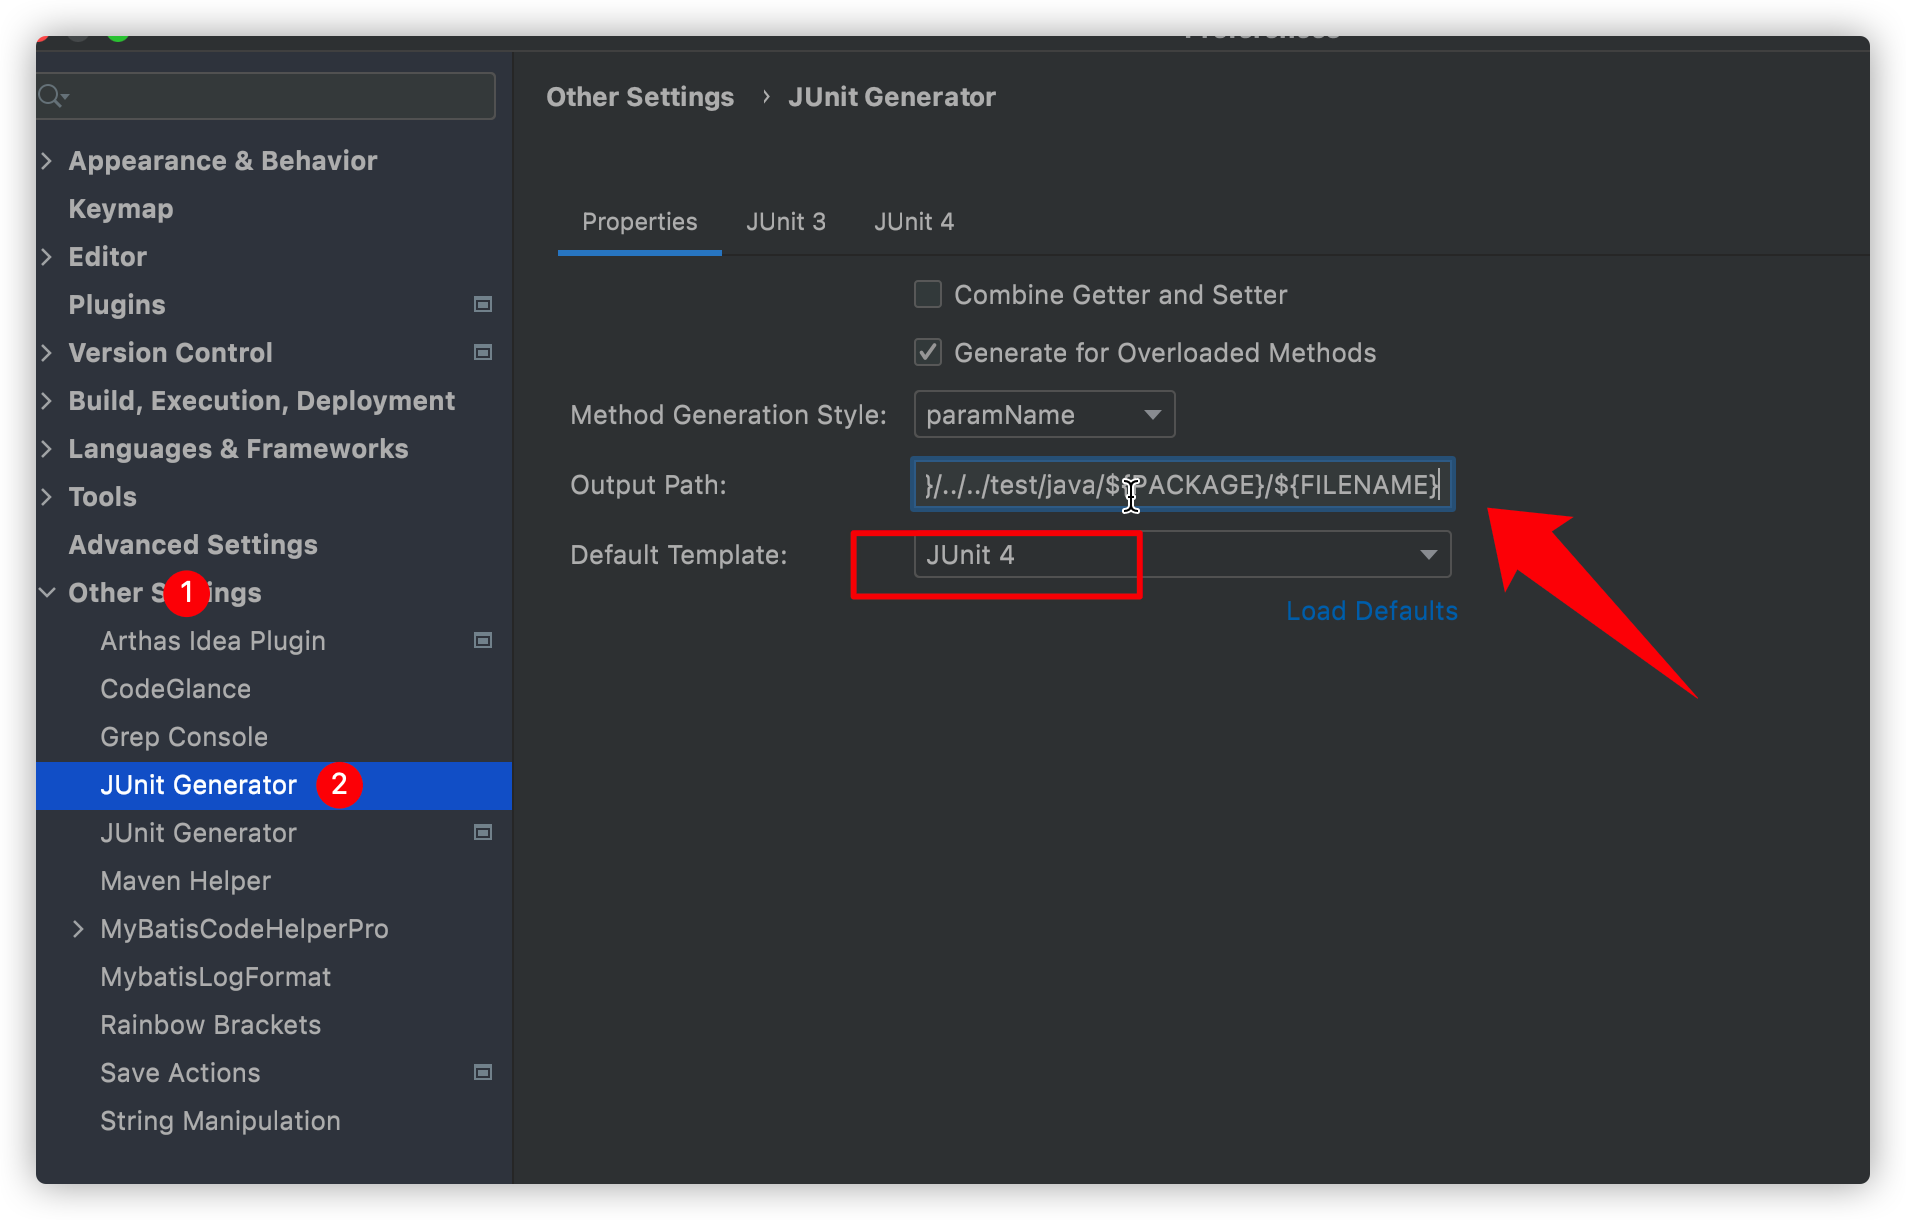 Preferences
Other Settings › JUnit Generator
Appearance & Behavior
Keymap
Editor
Plugins
Version Control
Build, Execution, Deployment
Languages & Frameworks
Tools
Advanced Settings
Other Settings
1
Arthas Idea Plugin
CodeGlance
Grep Console
JUnit Generator
2
JUnit Generator
Maven Helper
MyBatisCodeHelperPro
MybatisLogFormat
Rainbow Brackets
Save Actions
String Manipulation
Properties JUnit 3 JUnit 4
Combine Getter and Setter
Generate for Overloaded Methods
Method Generation Style: paramName
Output Path: }/../../test/java/${PACKAGE}/${FILENAME}
Default Template: JUnit 4
Load Defaults